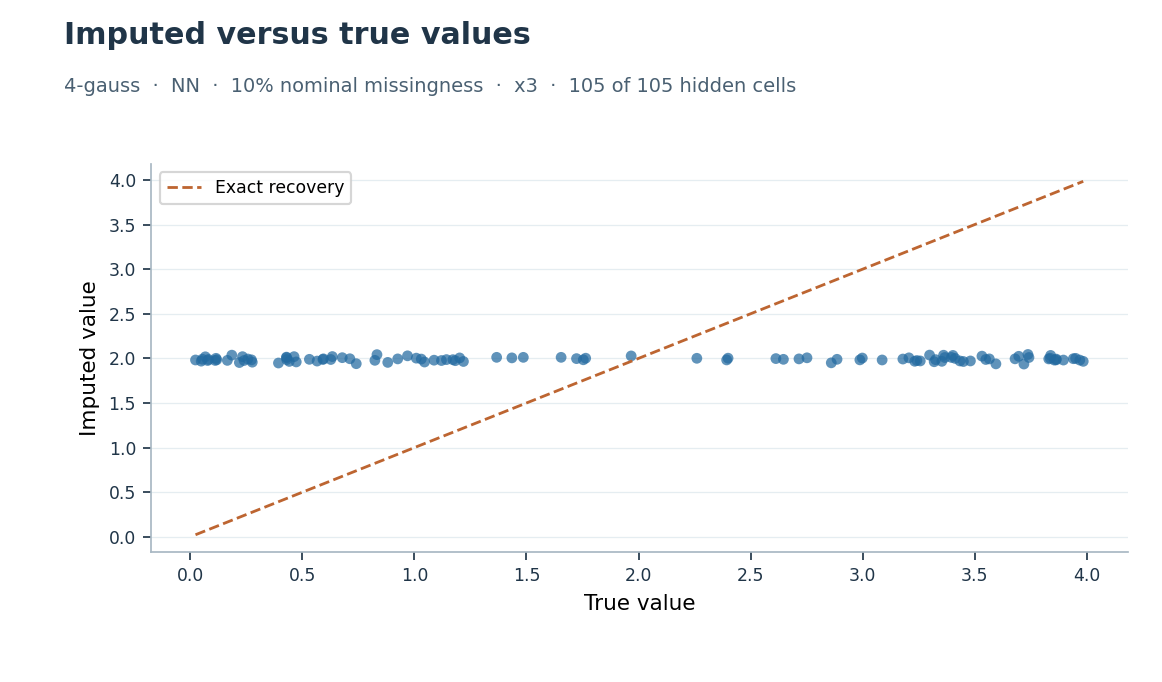 Imputed versus true values
4-gauss · NN · 10% nominal missingness · x3 · 105 of 105 hidden cells
Exact recovery
Imputed value
4.0
3.5
3.0
2.5
2.0
1.5
1.0
0.5
0.0
0.0 0.5 1.0 1.5 2.0 2.5 3.0 3.5 4.0
True value